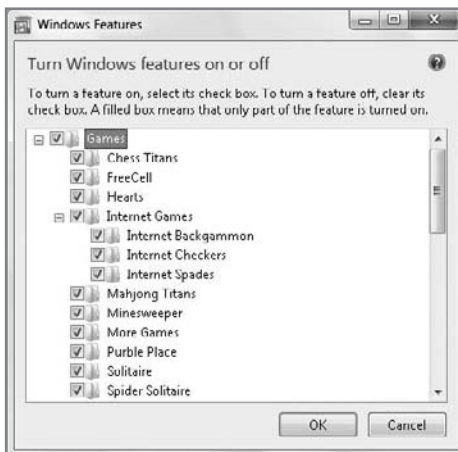 Windows Features
Turn Windows features on or off
To turn a feature on, select its check box. To turn a feature off, clear its
check box. A filled box means that only part of the feature is turned on.
Games
Chess Titans
FreeCell
Hearts
Internet Games
Internet Backgammon
Internet Checkers
Internet Spades
Mahjong Titans
Minesweeper
More Games
Purble Place
Solitaire
Spider Solitaire
OK
Cancel